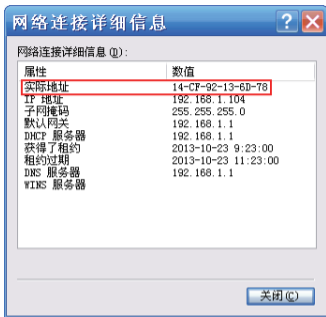 网络连接详细信息
网络连接详细信息(D):
属性 数值
实际地址 14-CF-92-13-6D-78
IP 地址 192.168.1.104
子网掩码 255.255.255.0
默认网关 192.168.1.1
DHCP 服务器 192.168.1.1
获得了租约 2013-10-23 9:23:00
租约过期 2013-10-23 11:23:00
DNS 服务器 192.168.1.1
WINS 服务器
关闭(C)